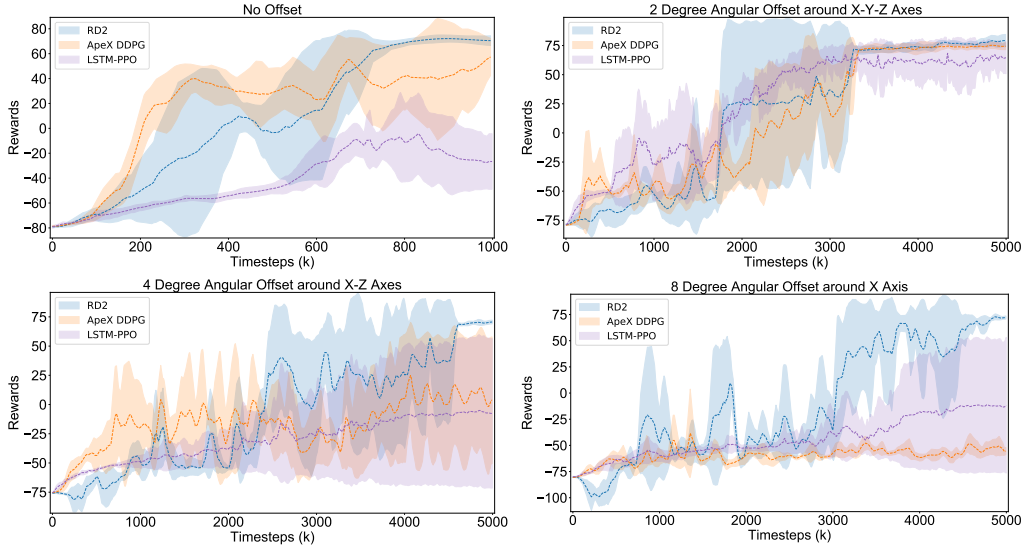 No Offset
RD2
ApeX DDPG
LSTM-PPO
Rewards
80
60
40
20
0
−20
−40
−60
−80
0 200 400 600 800 1000
Timesteps (k)
2 Degree Angular Offset around X-Y-Z Axes
RD2
ApeX DDPG
LSTM-PPO
Rewards
75
50
25
0
−25
−50
−75
0 1000 2000 3000 4000 5000
Timesteps (k)
4 Degree Angular Offset around X-Z Axes
RD2
ApeX DDPG
LSTM-PPO
Rewards
75
50
25
0
−25
−50
−75
0 1000 2000 3000 4000 5000
Timesteps (k)
8 Degree Angular Offset around X Axis
RD2
ApeX DDPG
LSTM-PPO
Rewards
75
50
25
0
−25
−50
−75
−100
0 1000 2000 3000 4000 5000
Timesteps (k)